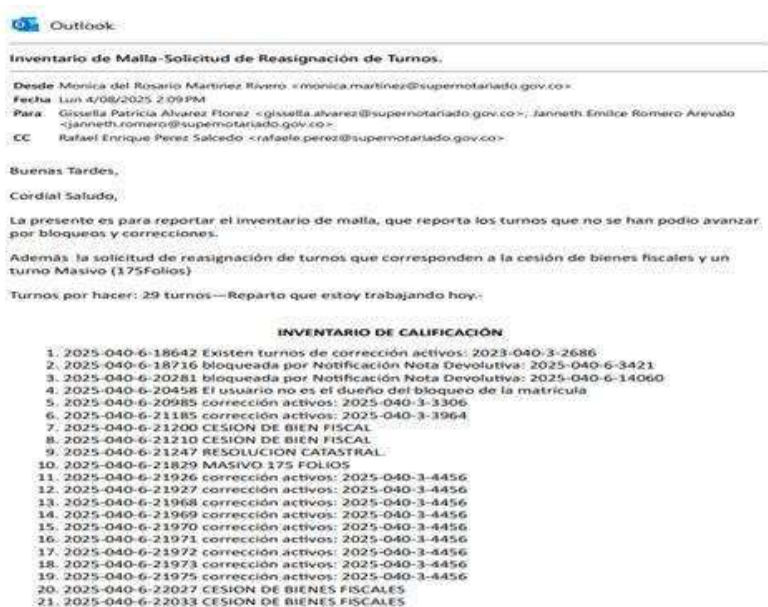 Outlook
Inventario de Malla-Solicitud de Reasignación de Turnos.
Desde Monica del Rosario Martinez Rivero <monica.martinez@supernotariado.gov.co>
Fecha Lun 4/08/2025 2:09 PM
Para Gissella Patricia Alvarez Florez <gissella.alvarez@supernotariado.gov.co>; Janneth Emilce Romero Arevalo
<janneth.romero@supernotariado.gov.co>
CC Rafael Enrique Perez Salcedo <rafaele.perez@supernotariado.gov.co>
Buenas Tardes,
Cordial Saludo,
La presente es para reportar el inventario de malla, que reporta los turnos que no se han podio avanzar
por bloqueos y correcciones.
Además la solicitud de reasignación de turnos que corresponden a la cesión de bienes fiscales y un
turno Masivo (175Folios)
Turnos por hacer: 29 turnos—Reparto que estoy trabajando hoy.-
INVENTARIO DE CALIFICACIÓN
1. 2025-040-6-18642 Existen turnos de corrección activos: 2023-040-3-2686
2. 2025-040-6-18716 bloqueada por Notificación Nota Devolutiva: 2025-040-6-3421
3. 2025-040-6-20281 bloqueada por Notificación Nota Devolutiva: 2025-040-6-14060
4. 2025-040-6-20458 El usuario no es el dueño del bloqueo de la matrícula
5. 2025-040-6-20985 corrección activos: 2025-040-3-3306
6. 2025-040-6-21185 corrección activos: 2025-040-3-3964
7. 2025-040-6-21200 CESION DE BIEN FISCAL
8. 2025-040-6-21210 CESION DE BIEN FISCAL
9. 2025-040-6-21247 RESOLUCION CATASTRAL.
10. 2025-040-6-21829 MASIVO 175 FOLIOS
11. 2025-040-6-21926 corrección activos: 2025-040-3-4456
12. 2025-040-6-21927 corrección activos: 2025-040-3-4456
13. 2025-040-6-21968 corrección activos: 2025-040-3-4456
14. 2025-040-6-21969 corrección activos: 2025-040-3-4456
15. 2025-040-6-21970 corrección activos: 2025-040-3-4456
16. 2025-040-6-21971 corrección activos: 2025-040-3-4456
17. 2025-040-6-21972 corrección activos: 2025-040-3-4456
18. 2025-040-6-21973 corrección activos: 2025-040-3-4456
19. 2025-040-6-21975 corrección activos: 2025-040-3-4456
20. 2025-040-6-22027 CESION DE BIENES FISCALES
21. 2025-040-6-22033 CESION DE BIENES FISCALES